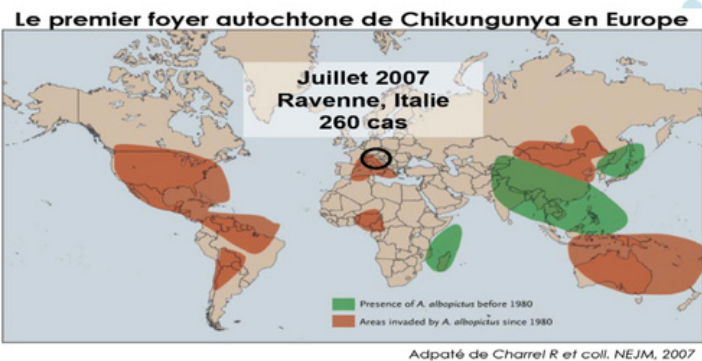 Le premier foyer autochtone de Chikungunya en Europe
Juillet 2007
Ravenne, Italie
260 cas
Presence of A. albopictus before 1980
Areas invaded by A. albopictus since 1980
Adpaté de Charrel R et coll. NEJM, 2007